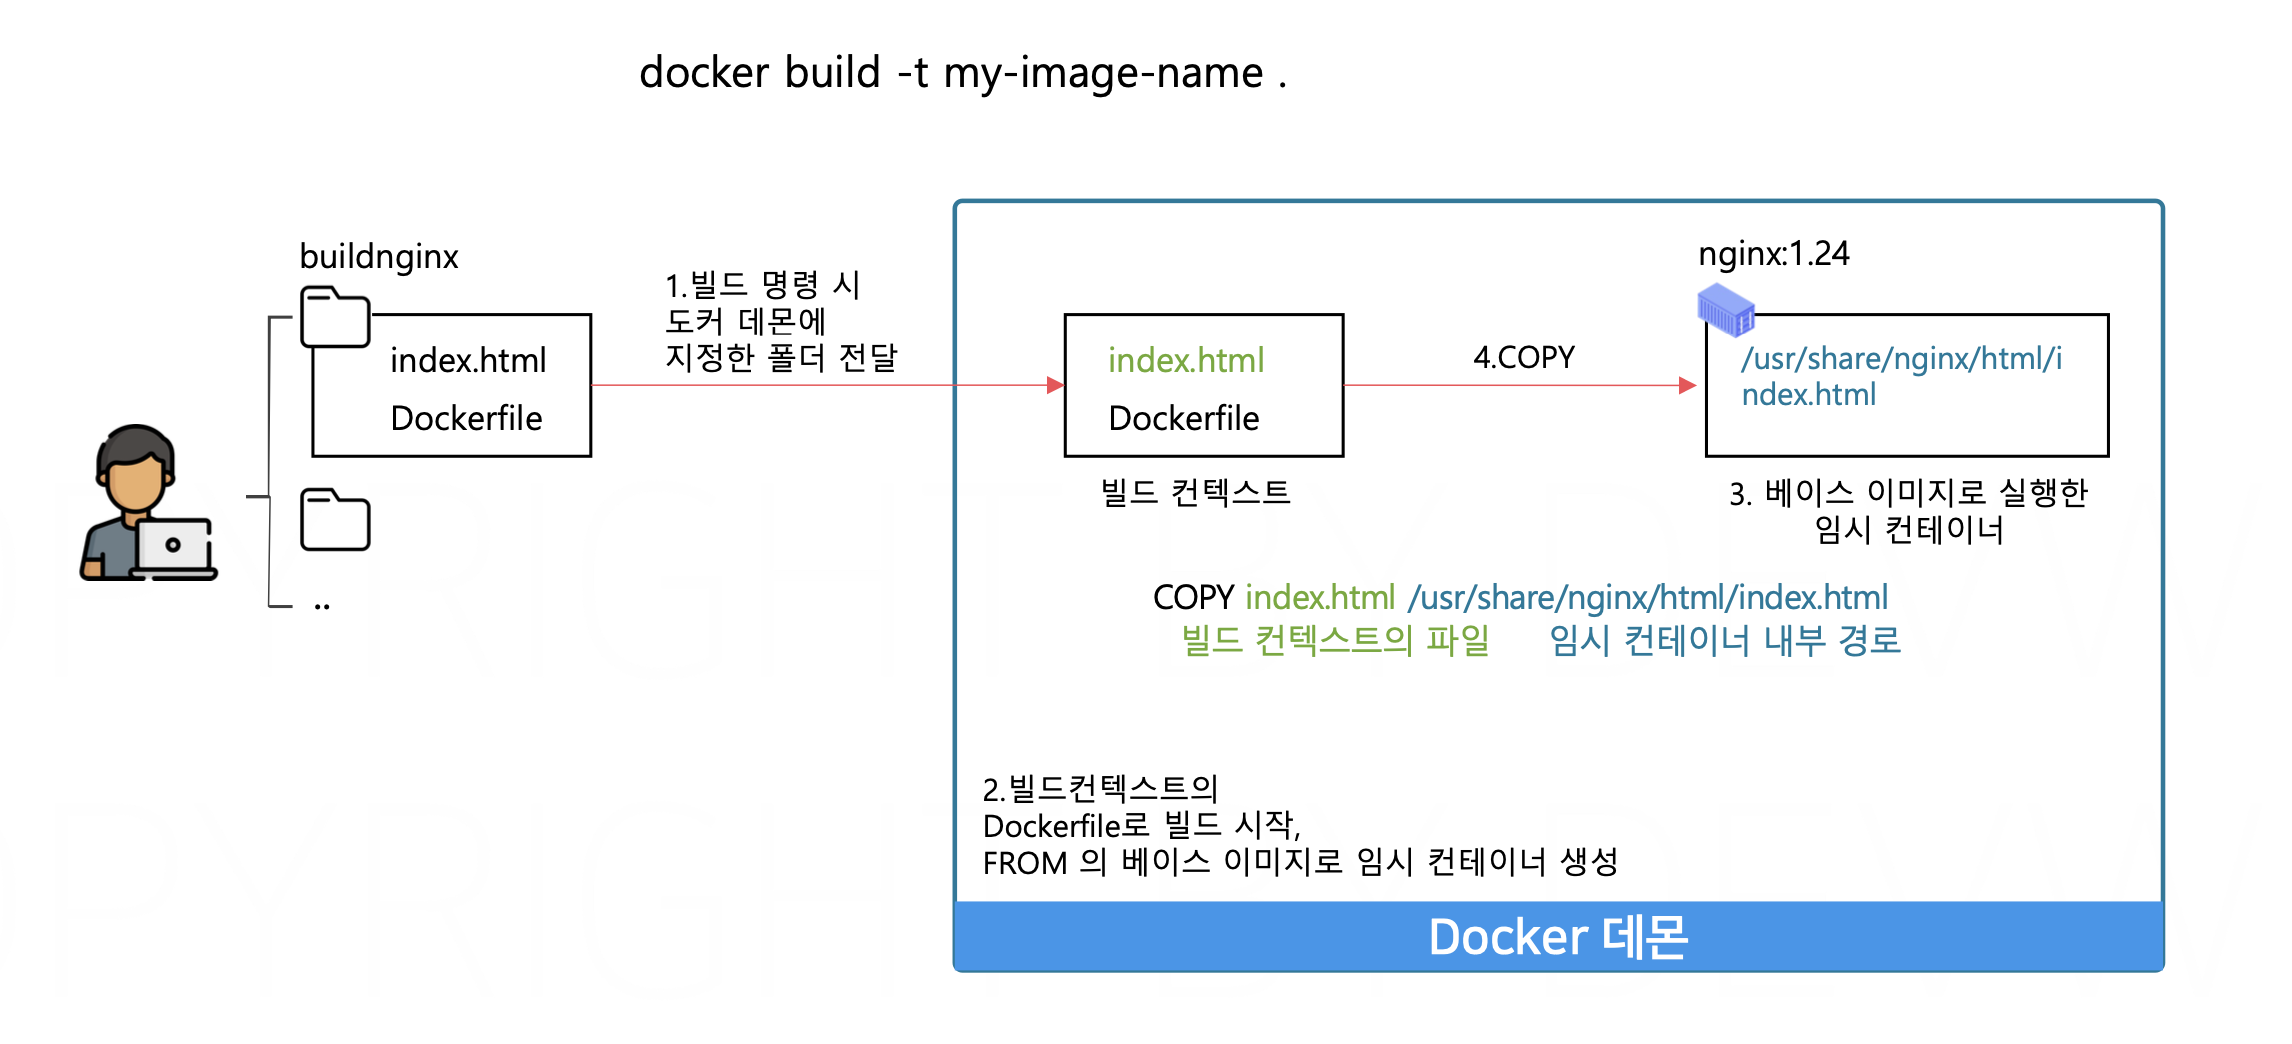 docker build -t my-image-name .
buildnginx
index.html
Dockerfile
..
1.빌드 명령 시
도커 데몬에
지정한 폴더 전달
index.html
Dockerfile
빌드 컨텍스트
4.COPY
nginx:1.24
/usr/share/nginx/html/i
ndex.html
3. 베이스 이미지로 실행한
임시 컨테이너
COPY index.html /usr/share/nginx/html/index.html
빌드 컨텍스트의 파일 임시 컨테이너 내부 경로
2.빌드컨텍스트의
Dockerfile로 빌드 시작,
FROM 의 베이스 이미지로 임시 컨테이너 생성
Docker 데몬